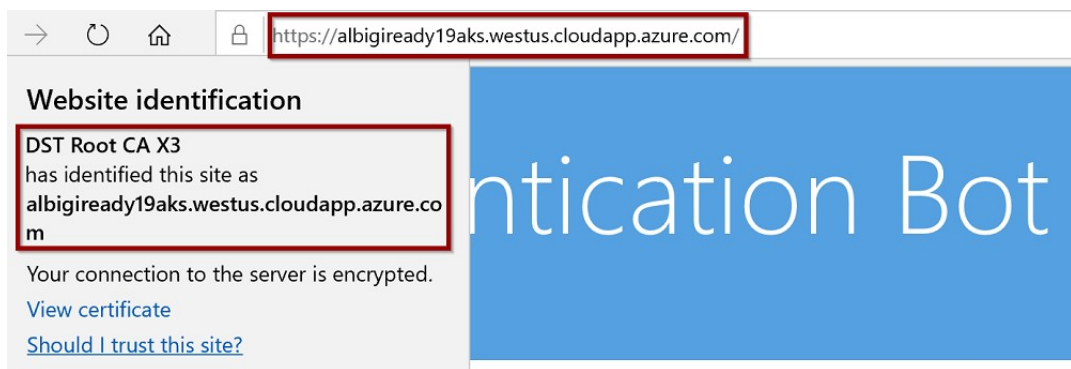 https://albigiready19aks.westus.cloudapp.azure.com/
Website identification
DST Root CA X3
has identified this site as
albigiready19aks.westus.cloudapp.azure.co
m
Your connection to the server is encrypted.
View certificate
Should I trust this site?
ntication Bot